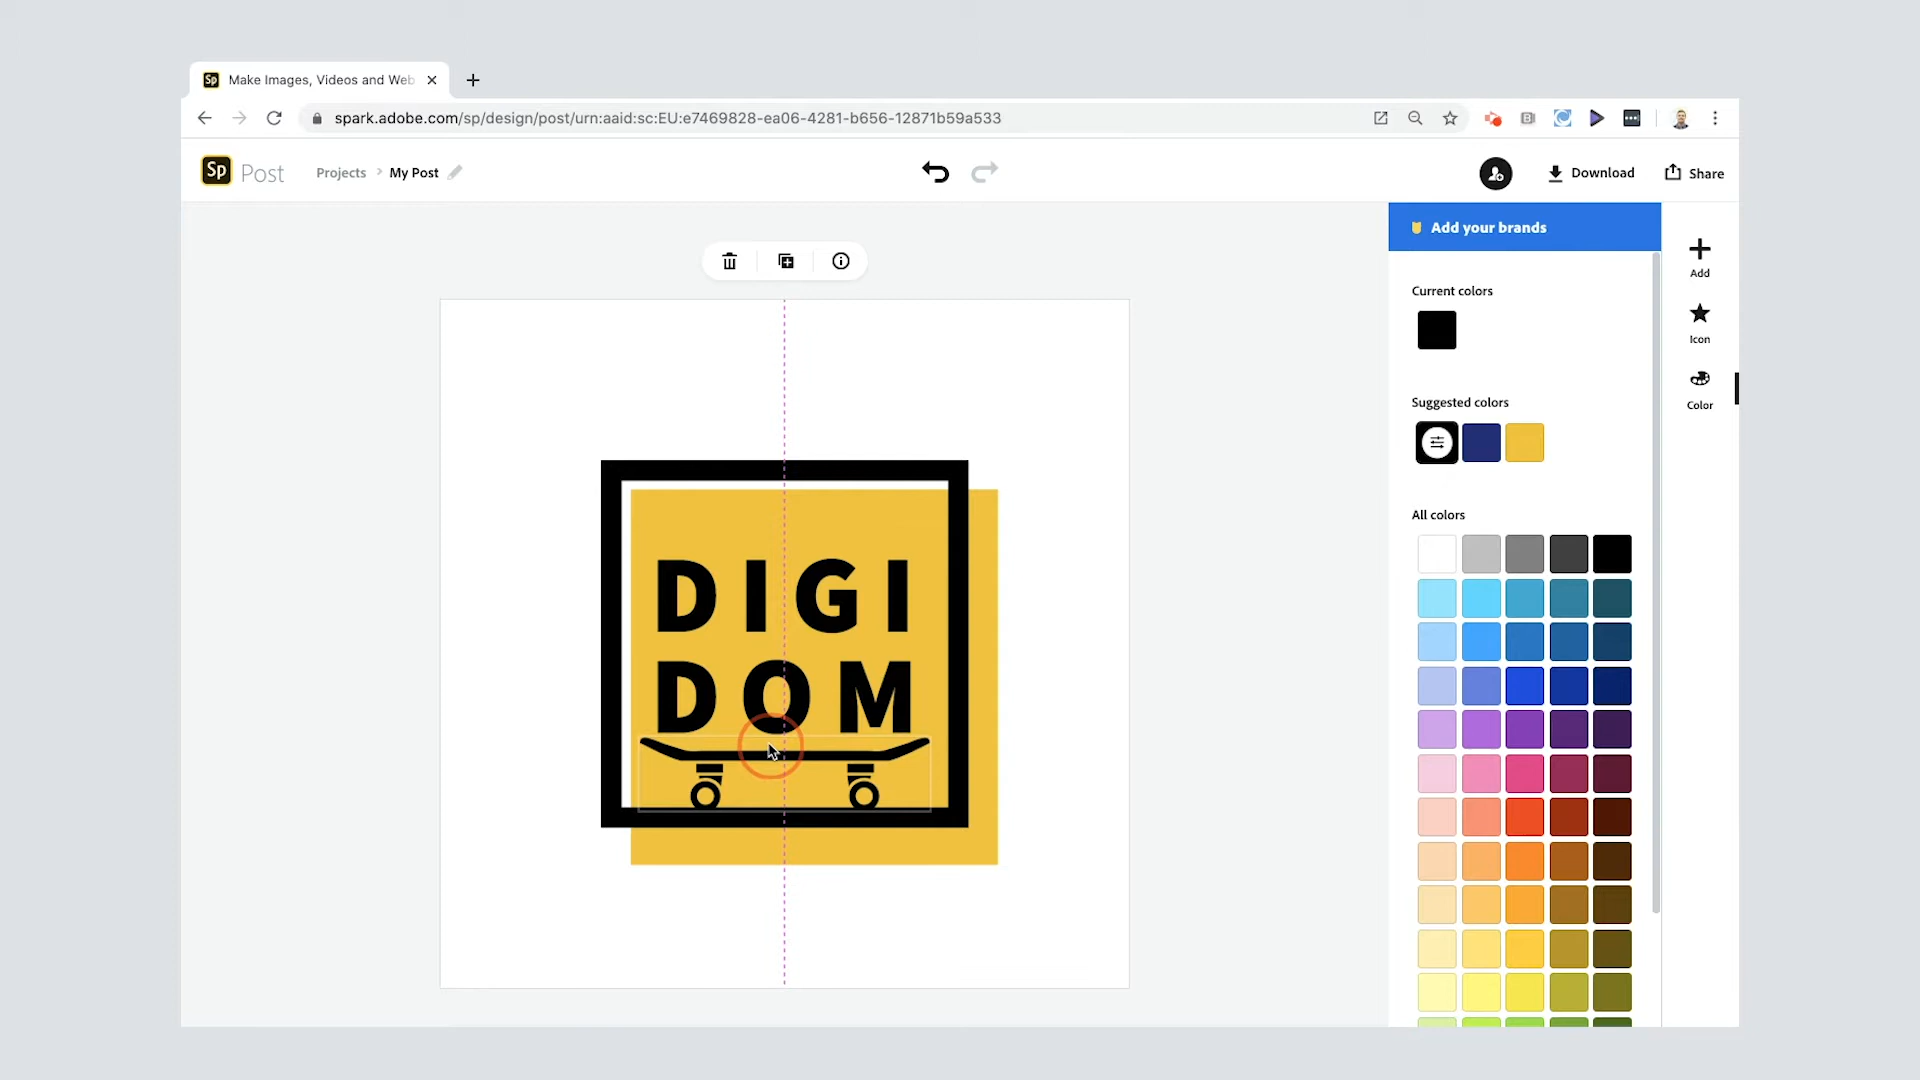 Sp Make Images, Videos and Web
spark.adobe.com/sp/design/post/urn:aaid:sc:EU:e7469828-ea06-4281-b656-12871b59a533
Sp Post Projects > My Post Download Share
Add your brands
Add
Current colors
Icon
Suggested colors
Color
All colors
DIGI
DOM